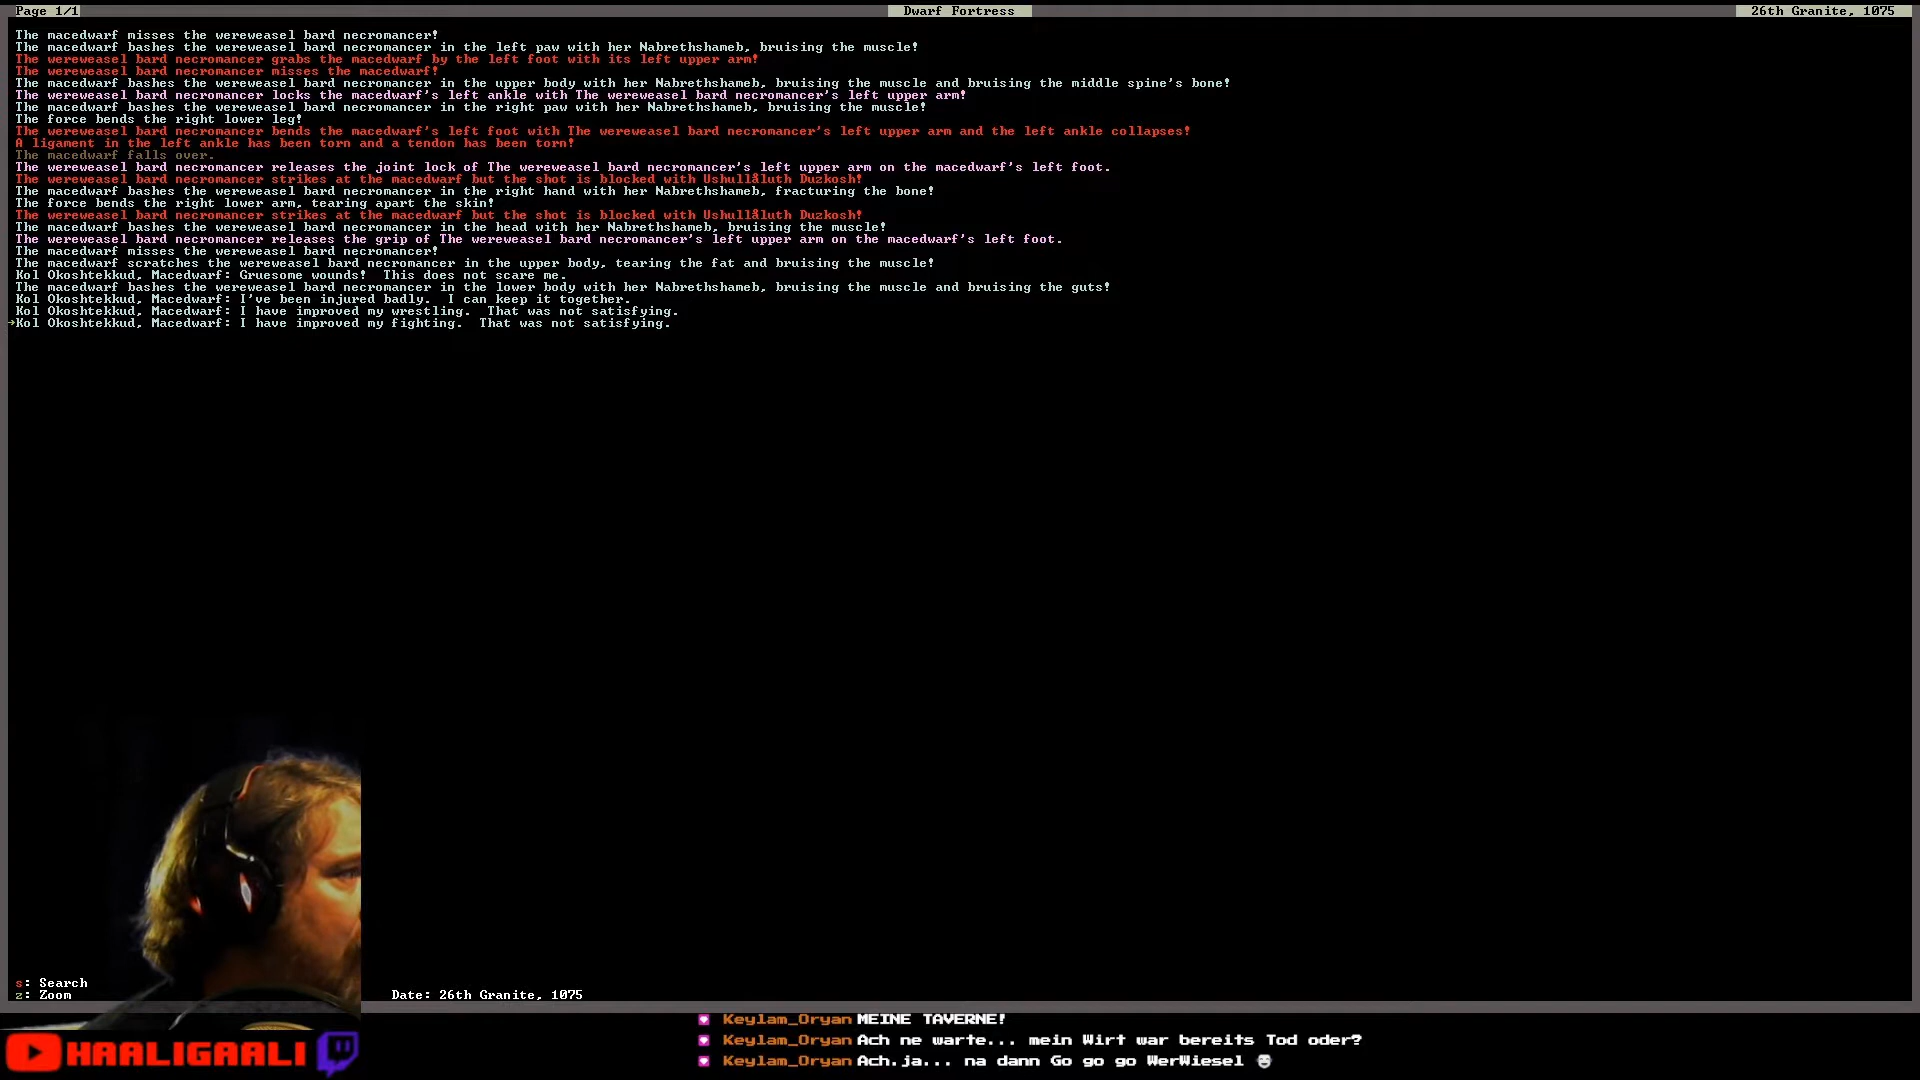 Page 1/1
Dwarf Fortress
26th Granite, 1075
The macedwarf misses the wereweasel bard necromancer!
The macedwarf bashes the wereweasel bard necromancer in the left paw with her Nabrethshameb, bruising the muscle!
The wereweasel bard necromancer grabs the macedwarf by the left foot with its left upper arm!
The wereweasel bard necromancer misses the macedwarf!
The macedwarf bashes the wereweasel bard necromancer in the upper body with her Nabrethshameb, bruising the muscle and bruising the middle spine's bone!
The wereweasel bard necromancer locks the macedwarf's left ankle with The wereweasel bard necromancer's left upper arm!
The macedwarf bashes the wereweasel bard necromancer in the right paw with her Nabrethshameb, bruising the muscle!
The force bends the right lower leg!
The wereweasel bard necromancer bends the macedwarf's left foot with The wereweasel bard necromancer's left upper arm and the left ankle collapses!
A ligament in the left ankle has been torn and a tendon has been torn!
The macedwarf falls over.
The wereweasel bard necromancer releases the joint lock of The wereweasel bard necromancer's left upper arm on the macedwarf's left foot.
The wereweasel bard necromancer strikes at the macedwarf but the shot is blocked with Ushullåluth Duzkosh!
The macedwarf bashes the wereweasel bard necromancer in the right hand with her Nabrethshameb, fracturing the bone!
The force bends the right lower arm, tearing apart the skin!
The wereweasel bard necromancer strikes at the macedwarf but the shot is blocked with Ushullåluth Duzkosh!
The macedwarf bashes the wereweasel bard necromancer in the head with her Nabrethshameb, bruising the muscle!
The wereweasel bard necromancer releases the grip of The wereweasel bard necromancer's left upper arm on the macedwarf's left foot.
The macedwarf misses the wereweasel bard necromancer!
The macedwarf scratches the wereweasel bard necromancer in the upper body, tearing the fat and bruising the muscle!
Kol Okoshtekkud, Macedwarf: Gruesome wounds!  This does not scare me.
The macedwarf bashes the wereweasel bard necromancer in the lower body with her Nabrethshameb, bruising the muscle and bruising the guts!
Kol Okoshtekkud, Macedwarf: I've been injured badly.  I can keep it together.
Kol Okoshtekkud, Macedwarf: I have improved my wrestling.  That was not satisfying.
→Kol Okoshtekkud, Macedwarf: I have improved my fighting.  That was not satisfying.
s: Search
z: Zoom
Date: 26th Granite, 1075
Keylam_Oryan MEINE TAVERNE!
Keylam_Oryan Ach ne warte... mein Wirt war bereits Tod oder?
Keylam_Oryan Ach.ja... na dann Go go go WerWiesel
HAALIGAALI